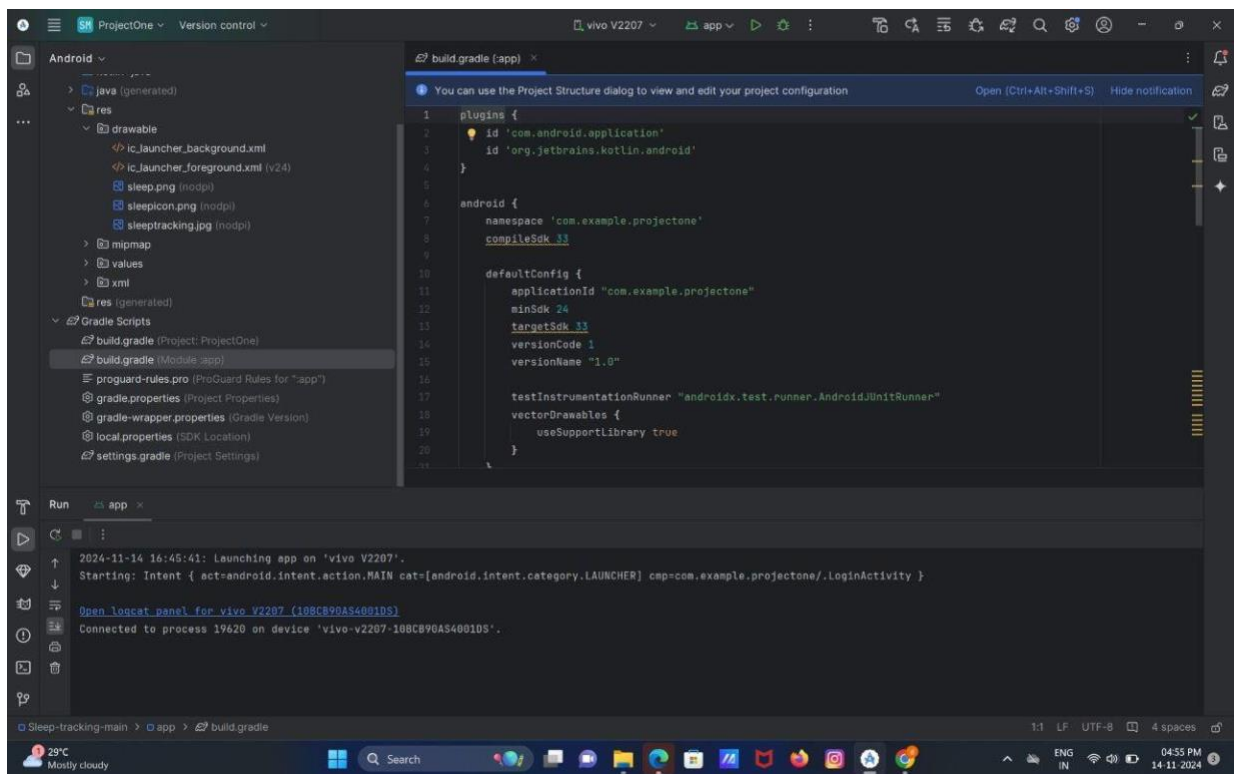 SM ProjectOne Version control vivo V2207 app
Android
build.gradle (:app)
java (generated)
res
drawable
ic_launcher_background.xml
ic_launcher_foreground.xml (v24)
sleep.png (nodpi)
sleepicon.png (nodpi)
sleeptracking.jpg (nodpi)
mipmap
values
xml
res (generated)
Gradle Scripts
build.gradle (Project: ProjectOne)
build.gradle (Module :app)
proguard-rules.pro (ProGuard Rules for ":app")
gradle.properties (Project Properties)
gradle-wrapper.properties (Gradle Version)
local.properties (SDK Location)
settings.gradle (Project Settings)
You can use the Project Structure dialog to view and edit your project configuration Open (Ctrl+Alt+Shift+S) Hide notification
1 plugins {
2 id 'com.android.application'
3 id 'org.jetbrains.kotlin.android'
4 }
5
6 android {
7 namespace 'com.example.projectone'
8 compileSdk 33
9
10 defaultConfig {
11 applicationId "com.example.projectone"
12 minSdk 24
13 targetSdk 33
14 versionCode 1
15 versionName "1.0"
16
17 testInstrumentationRunner "androidx.test.runner.AndroidJUnitRunner"
18 vectorDrawables {
19 useSupportLibrary true
20 }
21 }
Run app
2024-11-14 16:45:41: Launching app on 'vivo V2207'.
Starting: Intent { act=android.intent.action.MAIN cat=[android.intent.category.LAUNCHER] cmp=com.example.projectone/.LoginActivity }
Open logcat panel for vivo V2207 (10BCB90AS4001DS)
Connected to process 19620 on device 'vivo-v2207-10BCB90AS4001DS'.
Sleep-tracking-main > app > build.gradle 1:1 LF UTF-8 4 spaces
1 29°C
Mostly cloudy
Search
ENG
IN
04:55 PM
14-11-2024